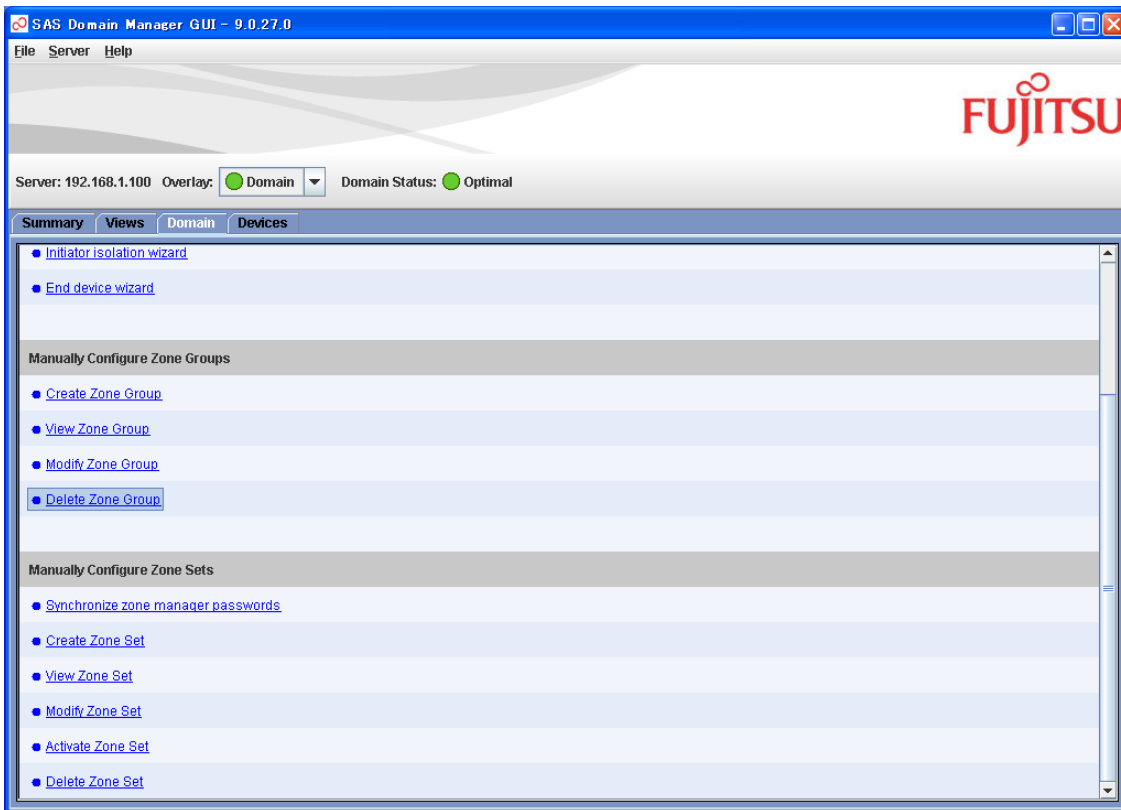 SAS Domain Manager GUI - 9.0.27.0
File Server Help
FUJITSU
Server: 192.168.1.100 Overlay: Domain Domain Status: Optimal
Summary Views Domain Devices
Initiator isolation wizard
End device wizard
Manually Configure Zone Groups
Create Zone Group
View Zone Group
Modify Zone Group
Delete Zone Group
Manually Configure Zone Sets
Synchronize zone manager passwords
Create Zone Set
View Zone Set
Modify Zone Set
Activate Zone Set
Delete Zone Set